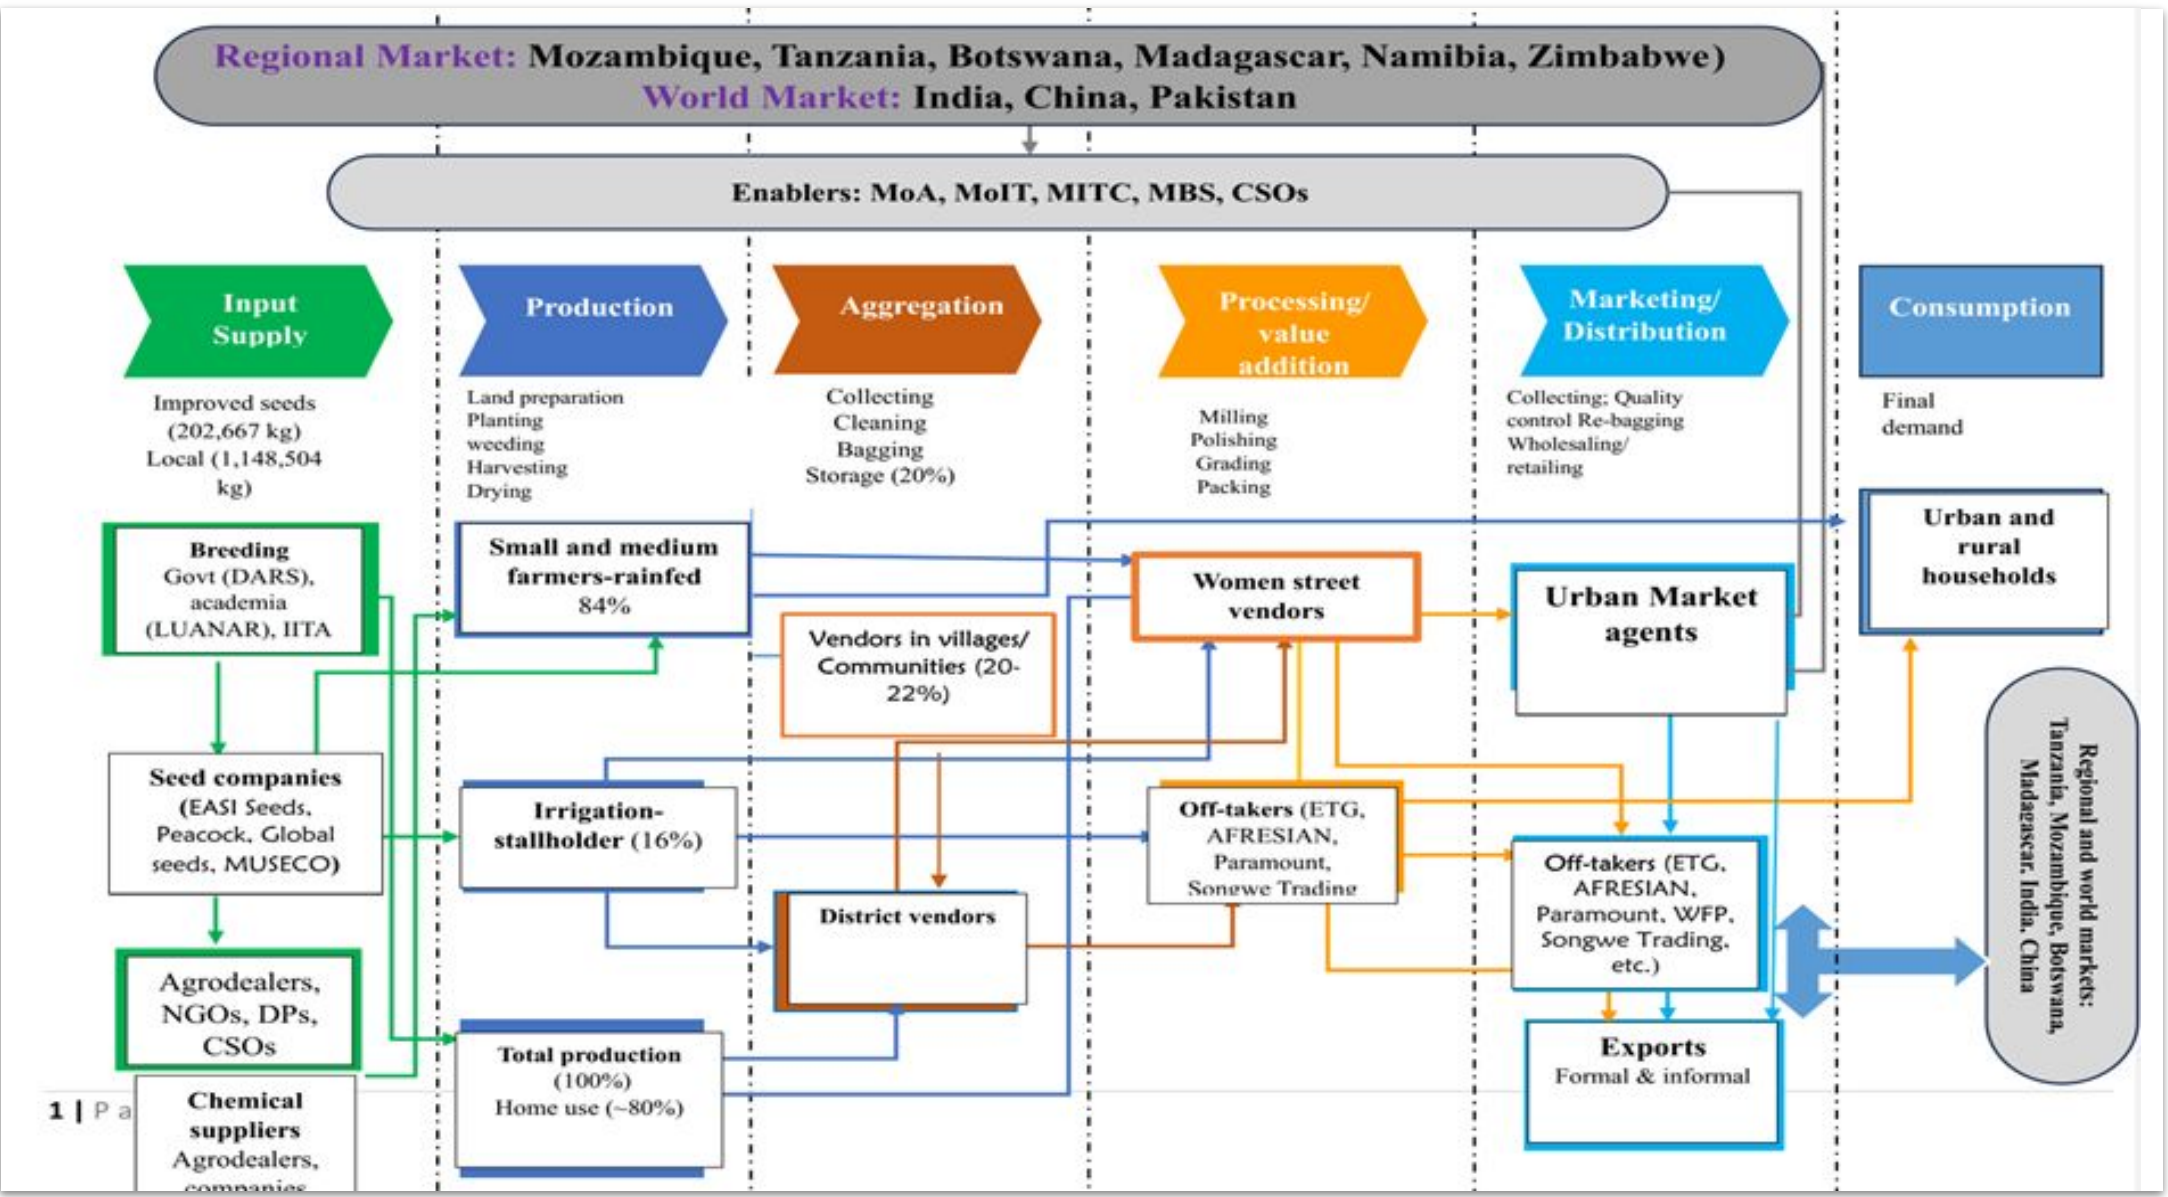 Regional Market: Mozambique, Tanzania, Botswana, Madagascar, Namibia, Zimbabwe)
World Market: India, China, Pakistan
Enablers: MoA, MoIT, MITC, MBS, CSOs
Input
Supply
Production
Aggregation
Processing/
value
addition
Marketing/
Distribution
Consumption
Improved seeds
(202,667 kg)
Local (1,148,504
kg)
Land preparation
Planting
weeding
Harvesting
Drying
Collecting
Cleaning
Bagging
Storage (20%)
Milling
Polishing
Grading
Packing
Collecting; Quality
control Re-bagging
Wholesaling/
retailing
Final
demand
Breeding
Govt (DARS),
academia
(LUANAR), IITA
Seed companies
(EASI Seeds,
Peacock, Global
seeds, MUSECO)
Agrodealers,
NGOs, DPs,
CSOs
Chemical
suppliers
Agrodealers,
companies
Small and medium
farmers-rainfed
84%
Irrigation-
stallholder (16%)
Total production
(100%)
Home use (~80%)
Vendors in villages/
Communities (20-
22%)
District vendors
Women street
vendors
Off-takers (ETG,
AFRESIAN,
Paramount,
Songwe Trading
Urban Market
agents
Off-takers (ETG,
AFRESIAN,
Paramount, WFP,
Songwe Trading,
etc.)
Exports
Formal & informal
Urban and
rural
households
Regional and world markets:
Tanzania, Mozambique, Botswana,
Madagascar, India, China
1 | P a